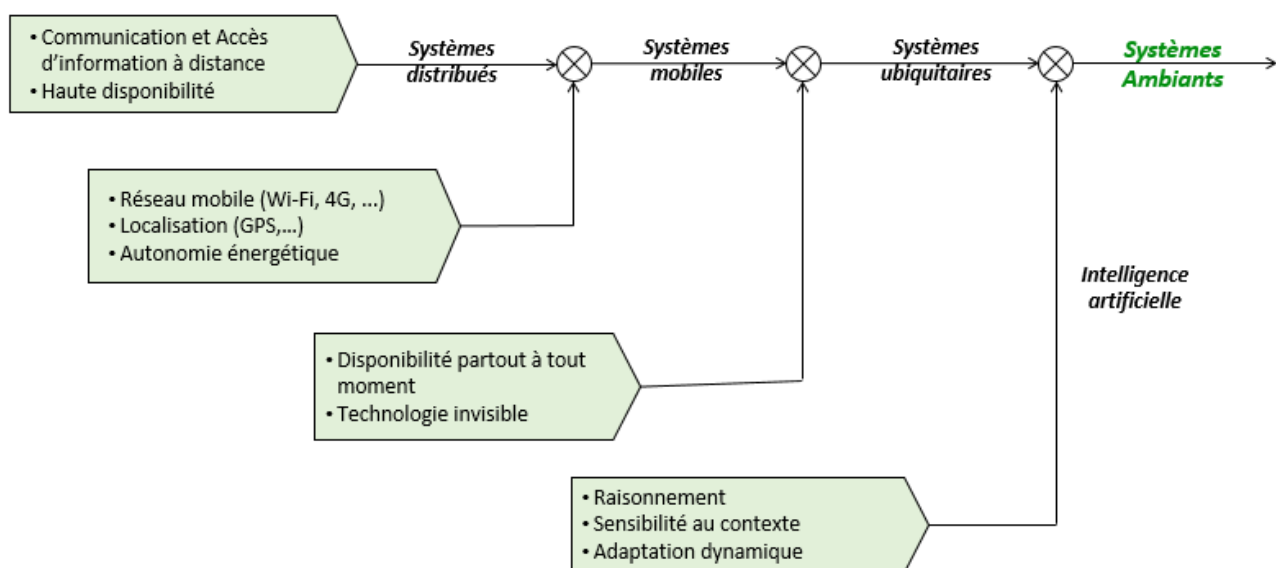 • Communication et Accès
d'information à distance
• Haute disponibilité
Systèmes
distribués
Systèmes
mobiles
Systèmes
ubiquitaires
Systèmes
Ambiants
• Réseau mobile (Wi-Fi, 4G, ...)
• Localisation (GPS,...)
• Autonomie énergétique
Intelligence
artificielle
• Disponibilité partout à tout
moment
• Technologie invisible
• Raisonnement
• Sensibilité au contexte
• Adaptation dynamique